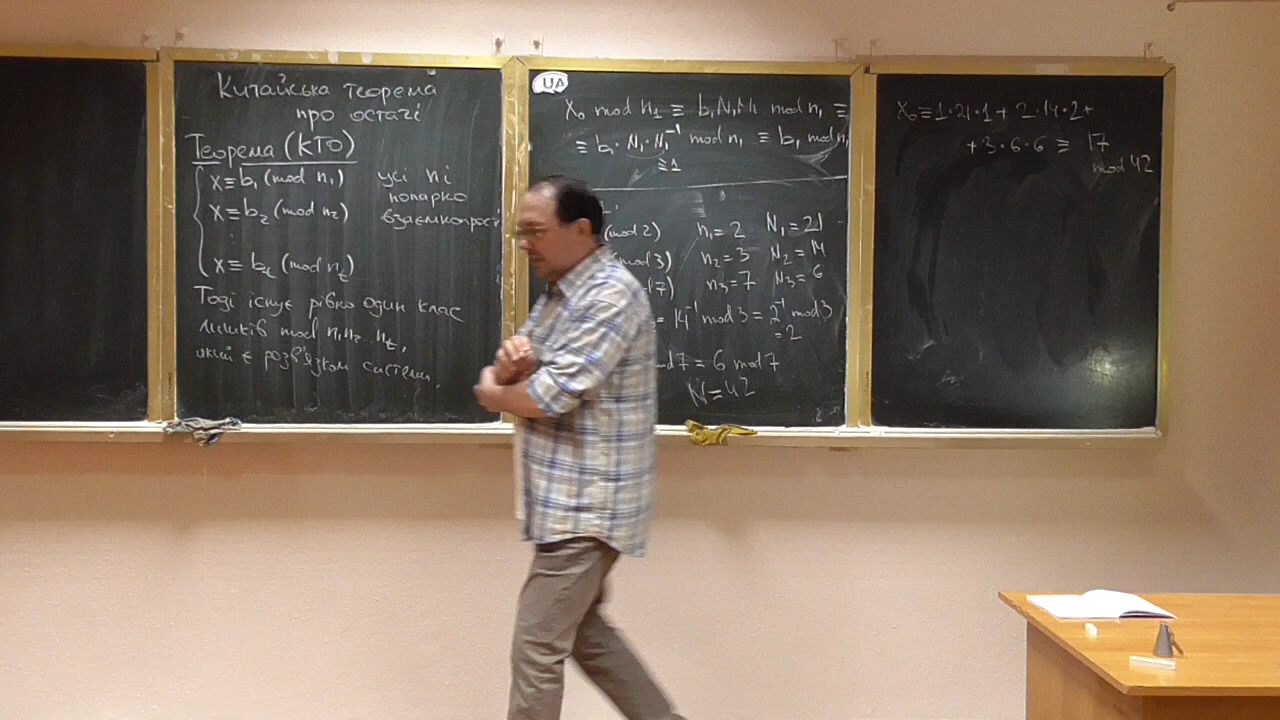 Китайська теорема
про остачі
Теорема (КТО)
x≡b₁ (mod n₁) усі nᵢ
попарно
x≡b₂ (mod n₂) взаємнопрості
x≡bₜ (mod nₜ)
Тоді існує рівно один клас
лишків mod n₁n₂...nₜ,
який є розв'язком системи.
UA
x₀ mod n₁ ≡ b₁N₁M₁ mod n₁ ≡
≡ b₁·N₁·N₁⁻¹ mod n₁ ≡ b₁ mod n₁
≡1
(mod 2) n₁=2 N₁=21
mod 3) n₂=3 N₂=14
7) n₃=7 N₃=6
= 14⁻¹ mod 3 = 2⁻¹ mod 3
=2
mod 7 = 6 mod 7
N=42
x₀≡1·21·1+2·14·2+
+3·6·6≡17
mod 42